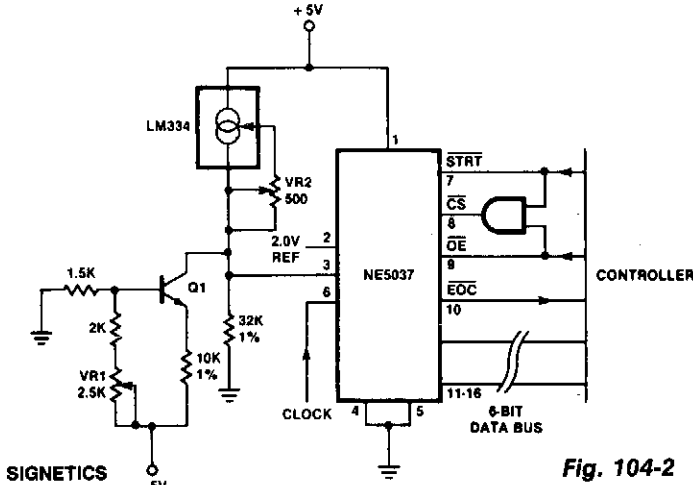 + 5V
LM334
VR2
500
1
STRT
7
CS
8
OE
9
EOC
10
2.0V
REF
2
3
6
NE5037
CONTROLLER
1.5K
Q1
2K
10K
1%
32K
1%
VR1
2.5K
CLOCK
4
5
11-16
6-BIT
DATA BUS
SIGNETICS
-5V
Fig. 104-2